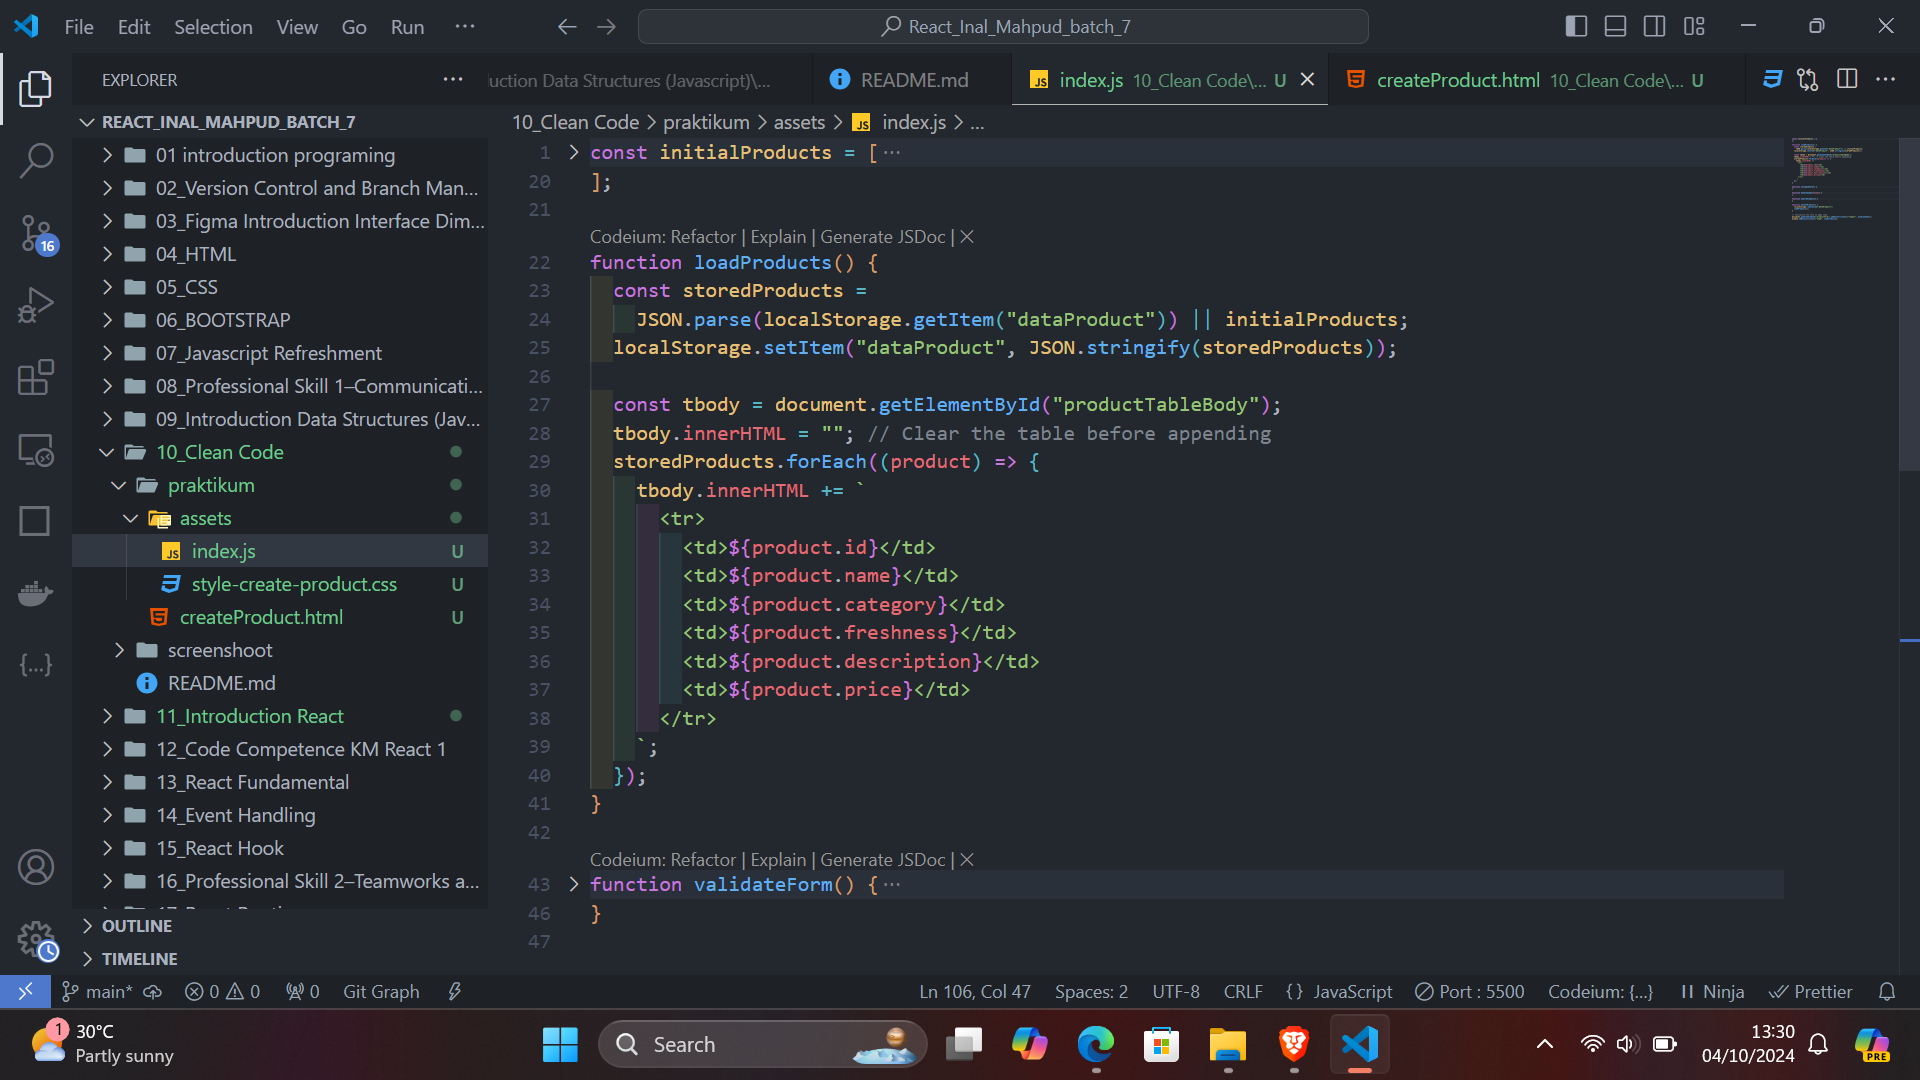 File Edit Selection View Go Run ···
React_Inal_Mahpud_batch_7
EXPLORER ···
uction Data Structures (Javascript)\...
README.md
index.js 10_Clean Code\... U
createProduct.html 10_Clean Code\... U
REACT_INAL_MAHPUD_BATCH_7
01 introduction programing
02_Version Control and Branch Man...
03_Figma Introduction Interface Dim...
04_HTML
16
05_CSS
06_BOOTSTRAP
07_Javascript Refreshment
08_Professional Skill 1–Communicati...
09_Introduction Data Structures (Jav...
10_Clean Code
praktikum
assets
JS index.js U
style-create-product.css U
createProduct.html U
screenshoot
README.md
11_Introduction React
12_Code Competence KM React 1
13_React Fundamental
14_Event Handling
15_React Hook
16_Professional Skill 2–Teamworks a...
OUTLINE
TIMELINE
10_Clean Code > praktikum > assets > JS index.js > ...
1 const initialProducts = [ ···
20 ];
21
Codeium: Refactor | Explain | Generate JSDoc | X
22 function loadProducts() {
23 const storedProducts =
24 JSON.parse(localStorage.getItem("dataProduct")) || initialProducts;
25 localStorage.setItem("dataProduct", JSON.stringify(storedProducts));
26
27 const tbody = document.getElementById("productTableBody");
28 tbody.innerHTML = ""; // Clear the table before appending
29 storedProducts.forEach((product) => {
30 tbody.innerHTML += `
31 <tr>
32 <td>${product.id}</td>
33 <td>${product.name}</td>
34 <td>${product.category}</td>
35 <td>${product.freshness}</td>
36 <td>${product.description}</td>
37 <td>${product.price}</td>
38 </tr>
39 `;
40 });
41 }
42
Codeium: Refactor | Explain | Generate JSDoc | X
43 function validateForm() { ···
46 }
47
main* 0 0 0 Git Graph
Ln 106, Col 47 Spaces: 2 UTF-8 CRLF {} JavaScript Port : 5500 Codeium: {...} Ninja Prettier
1
30°C
Partly sunny
Search
13:30
04/10/2024
PRE